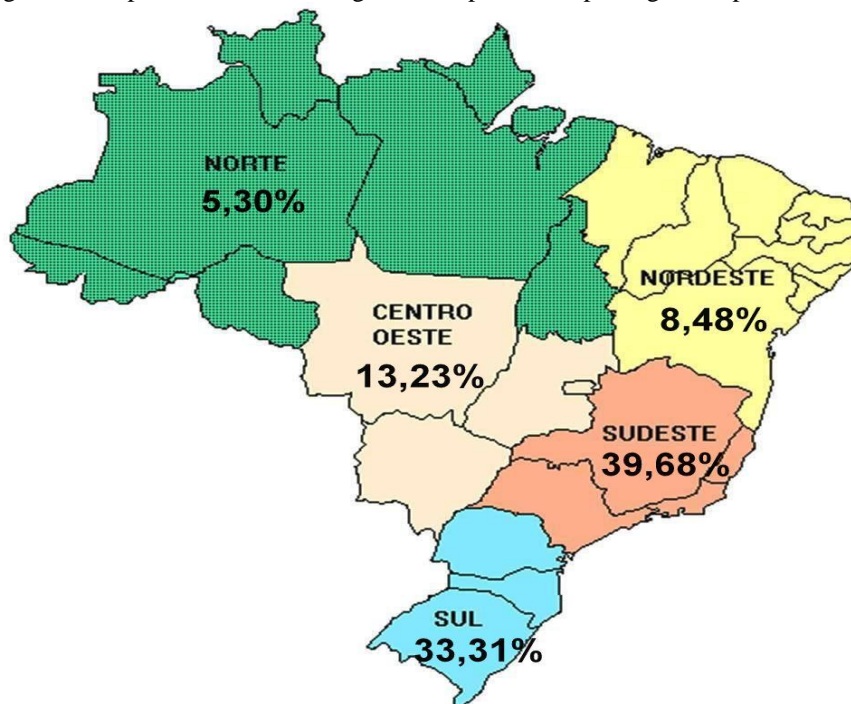 NORTE
5,30%
NORDESTE
8,48%
CENTRO
OESTE
13,23%
SUDESTE
39,68%
SUL
33,31%